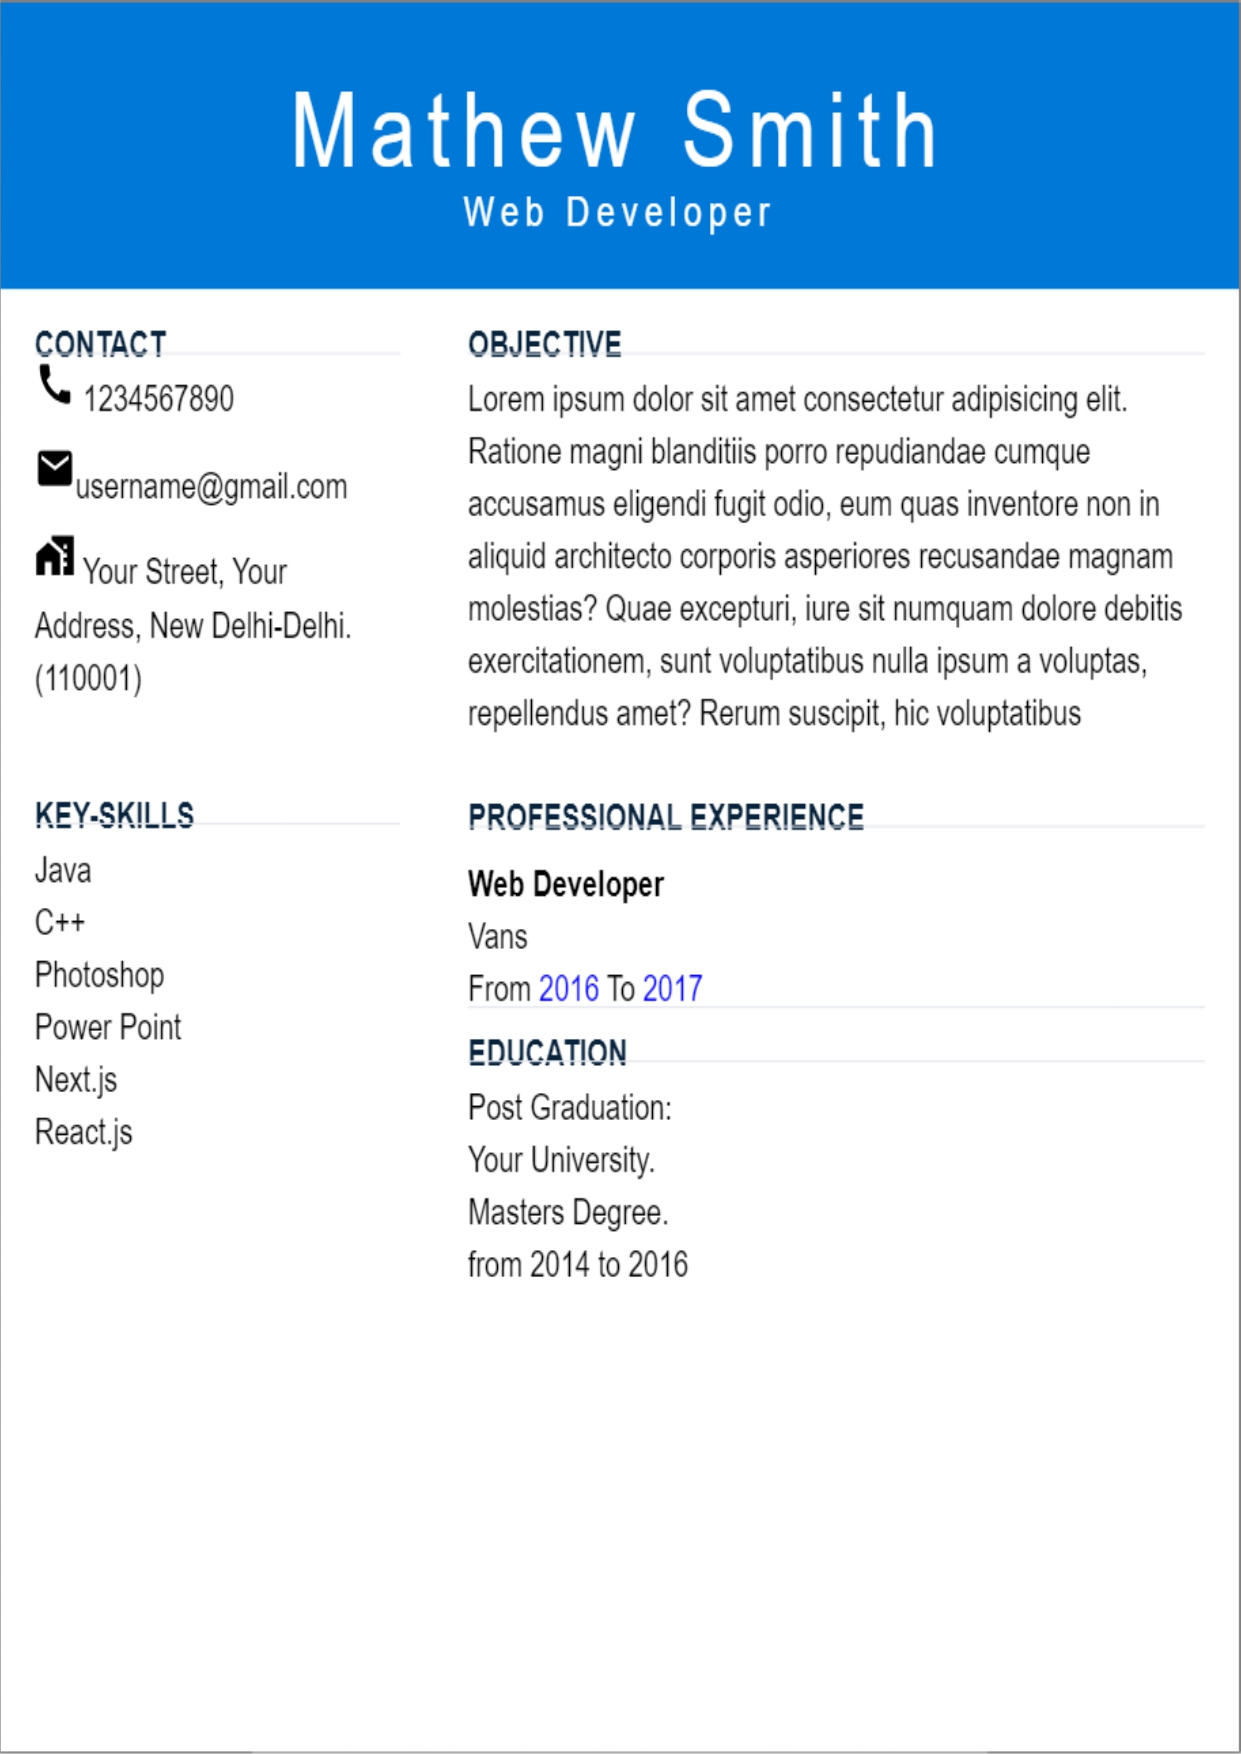 Mathew Smith
Web Developer
CONTACT
1234567890
username@gmail.com
Your Street, Your
Address, New Delhi-Delhi.
(110001)
KEY-SKILLS
Java
C++
Photoshop
Power Point
Next.js
React.js
OBJECTIVE
Lorem ipsum dolor sit amet consectetur adipisicing elit.
Ratione magni blanditiis porro repudiandae cumque
accusamus eligendi fugit odio, eum quas inventore non in
aliquid architecto corporis asperiores recusandae magnam
molestias? Quae excepturi, iure sit numquam dolore debitis
exercitationem, sunt voluptatibus nulla ipsum a voluptas,
repellendus amet? Rerum suscipit, hic voluptatibus
PROFESSIONAL EXPERIENCE
Web Developer
Vans
From 2016 To 2017
EDUCATION
Post Graduation:
Your University.
Masters Degree.
from 2014 to 2016